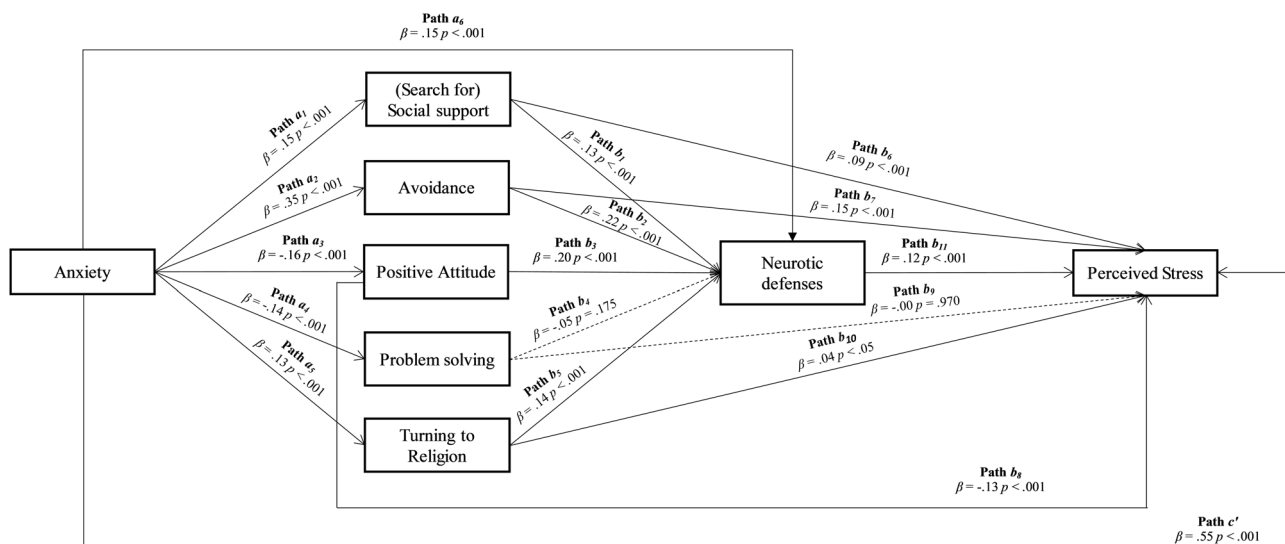 Path a6
β = .15 p < .001
(Search for)
Social support
Path a1
β = .15 p < .001
Path b1
β = .13 p < .001
Path b6
β = .09 p < .001
Path a2
β = .35 p < .001
Avoidance
Path b7
β = .15 p < .001
Path b2
β = .22 p < .001
Anxiety
Path a3
β = -.16 p < .001
Positive Attitude
Path b3
β = .20 p < .001
Neurotic
defenses
Path b11
β = .12 p < .001
Perceived Stress
Path a4
β = -.14 p < .001
Problem solving
Path b4
β = -.05 p = .175
Path b9
β = -.00 p = .970
Path a5
β = .13 p < .001
Turning to
Religion
Path b5
β = .14 p < .001
Path b10
β = .04 p < .05
Path b8
β = -.13 p < .001
Path c'
β = .55 p < .001